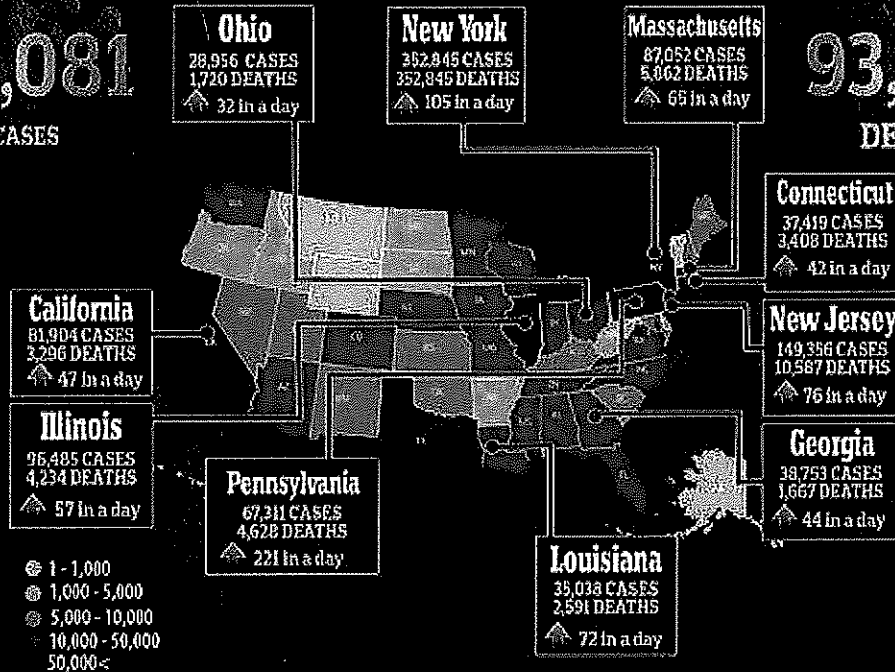 ,081
CASES
93,
DE
Ohio
28,956 CASES
1,720 DEATHS
32 in a day
New York
352,845 CASES
352,845 DEATHS
105 in a day
Massachusetts
87,052 CASES
5,862 DEATHS
65 in a day
Connecticut
37,419 CASES
3,408 DEATHS
42 in a day
California
81,904 CASES
3,296 DEATHS
47 in a day
New Jersey
149,356 CASES
10,587 DEATHS
76 in a day
Illinois
96,485 CASES
4,234 DEATHS
57 in a day
Pennsylvania
67,311 CASES
4,628 DEATHS
221 in a day
Georgia
38,753 CASES
1,667 DEATHS
44 in a day
Louisiana
35,038 CASES
2,591 DEATHS
72 in a day
1 - 1,000
1,000 - 5,000
5,000 - 10,000
10,000 - 50,000
50,000<